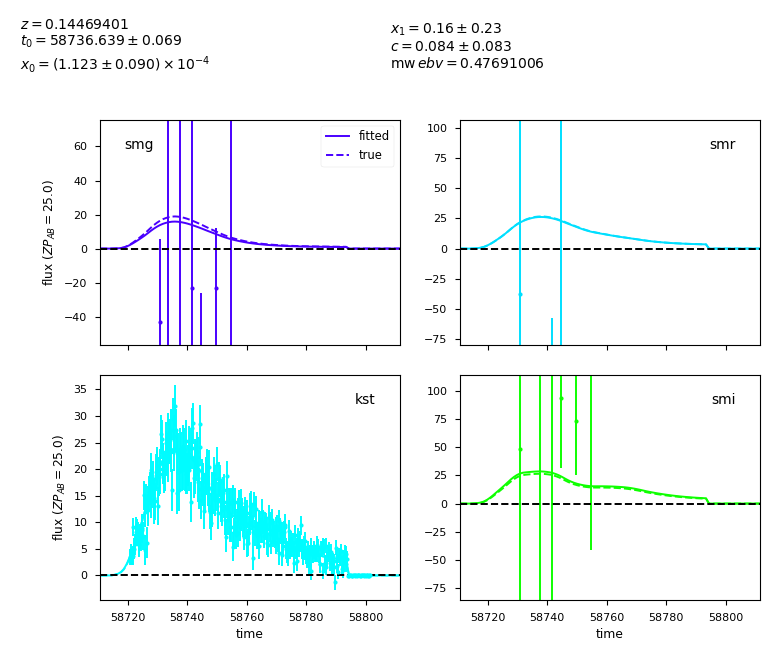 z = 0.14469401
t₀ = 58736.639 ± 0.069
x₀ = (1.123 ± 0.090) × 10⁻⁴
x₁ = 0.16 ± 0.23
c = 0.084 ± 0.083
mw ebv = 0.47691006
smg
fitted
true
flux (ZP_AB = 25.0)
60
40
20
0
−20
−40
smr
100
75
50
25
0
−25
−50
−75
kst
flux (ZP_AB = 25.0)
35
30
25
20
15
10
5
0
58720 58740 58760 58780 58800
time
smi
100
75
50
25
0
−25
−50
−75
58720 58740 58760 58780 58800
time